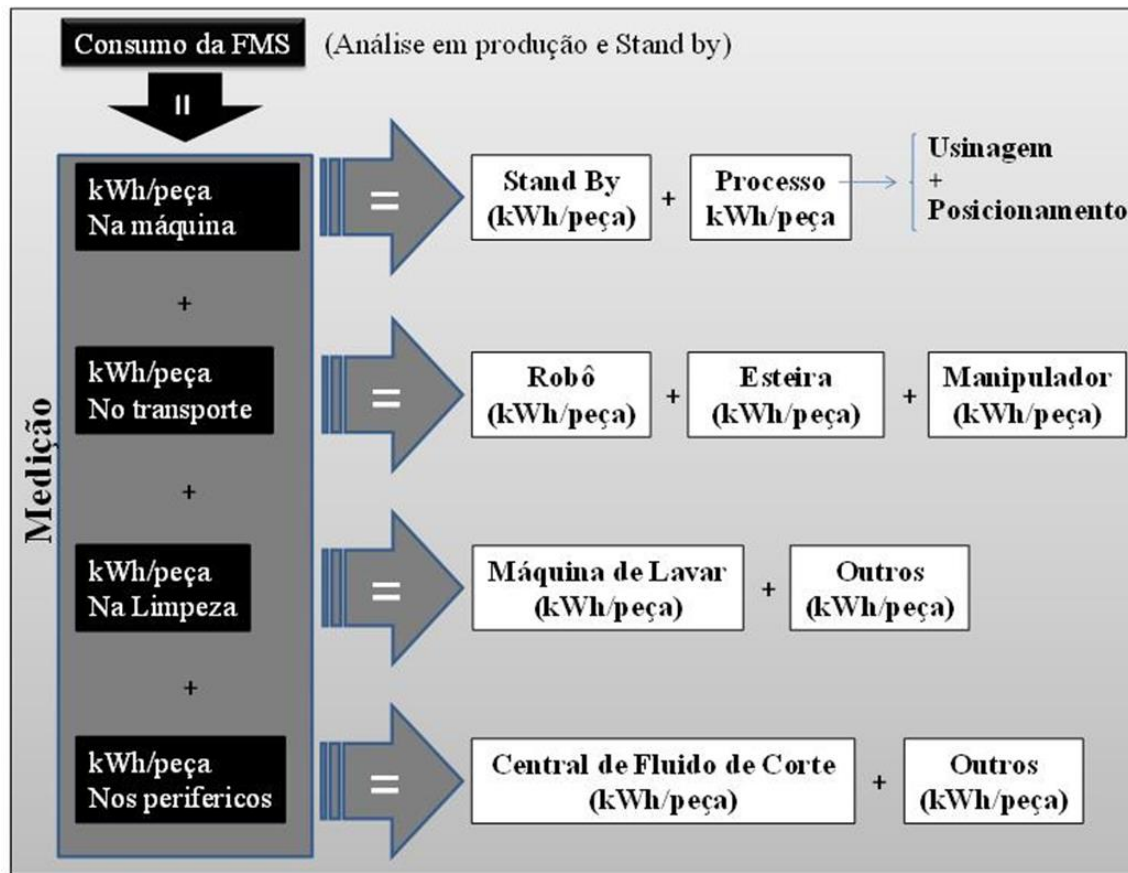 Consumo da FMS (Análise em produção e Stand by)
=
Medição
kWh/peça
Na máquina
=
Stand By
(kWh/peça)
+
Processo
kWh/peça
Usinagem
+
Posicionamento
+
kWh/peça
No transporte
=
Robô
(kWh/peça)
+
Esteira
(kWh/peça)
+
Manipulador
(kWh/peça)
+
kWh/peça
Na Limpeza
=
Máquina de Lavar
(kWh/peça)
+
Outros
(kWh/peça)
+
kWh/peça
Nos perifericos
=
Central de Fluido de Corte
(kWh/peça)
+
Outros
(kWh/peça)